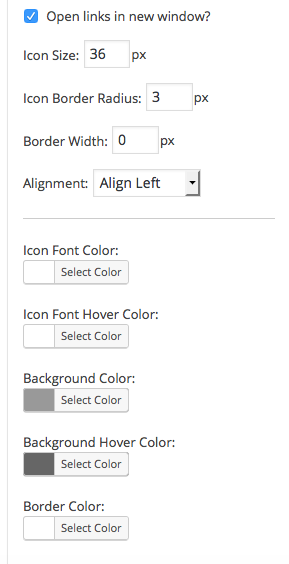 Open links in new window?
Icon Size: 36 px
Icon Border Radius: 3 px
Border Width: 0 px
Alignment: Align Left
Icon Font Color:
Select Color
Icon Font Hover Color:
Select Color
Background Color:
Select Color
Background Hover Color:
Select Color
Border Color:
Select Color